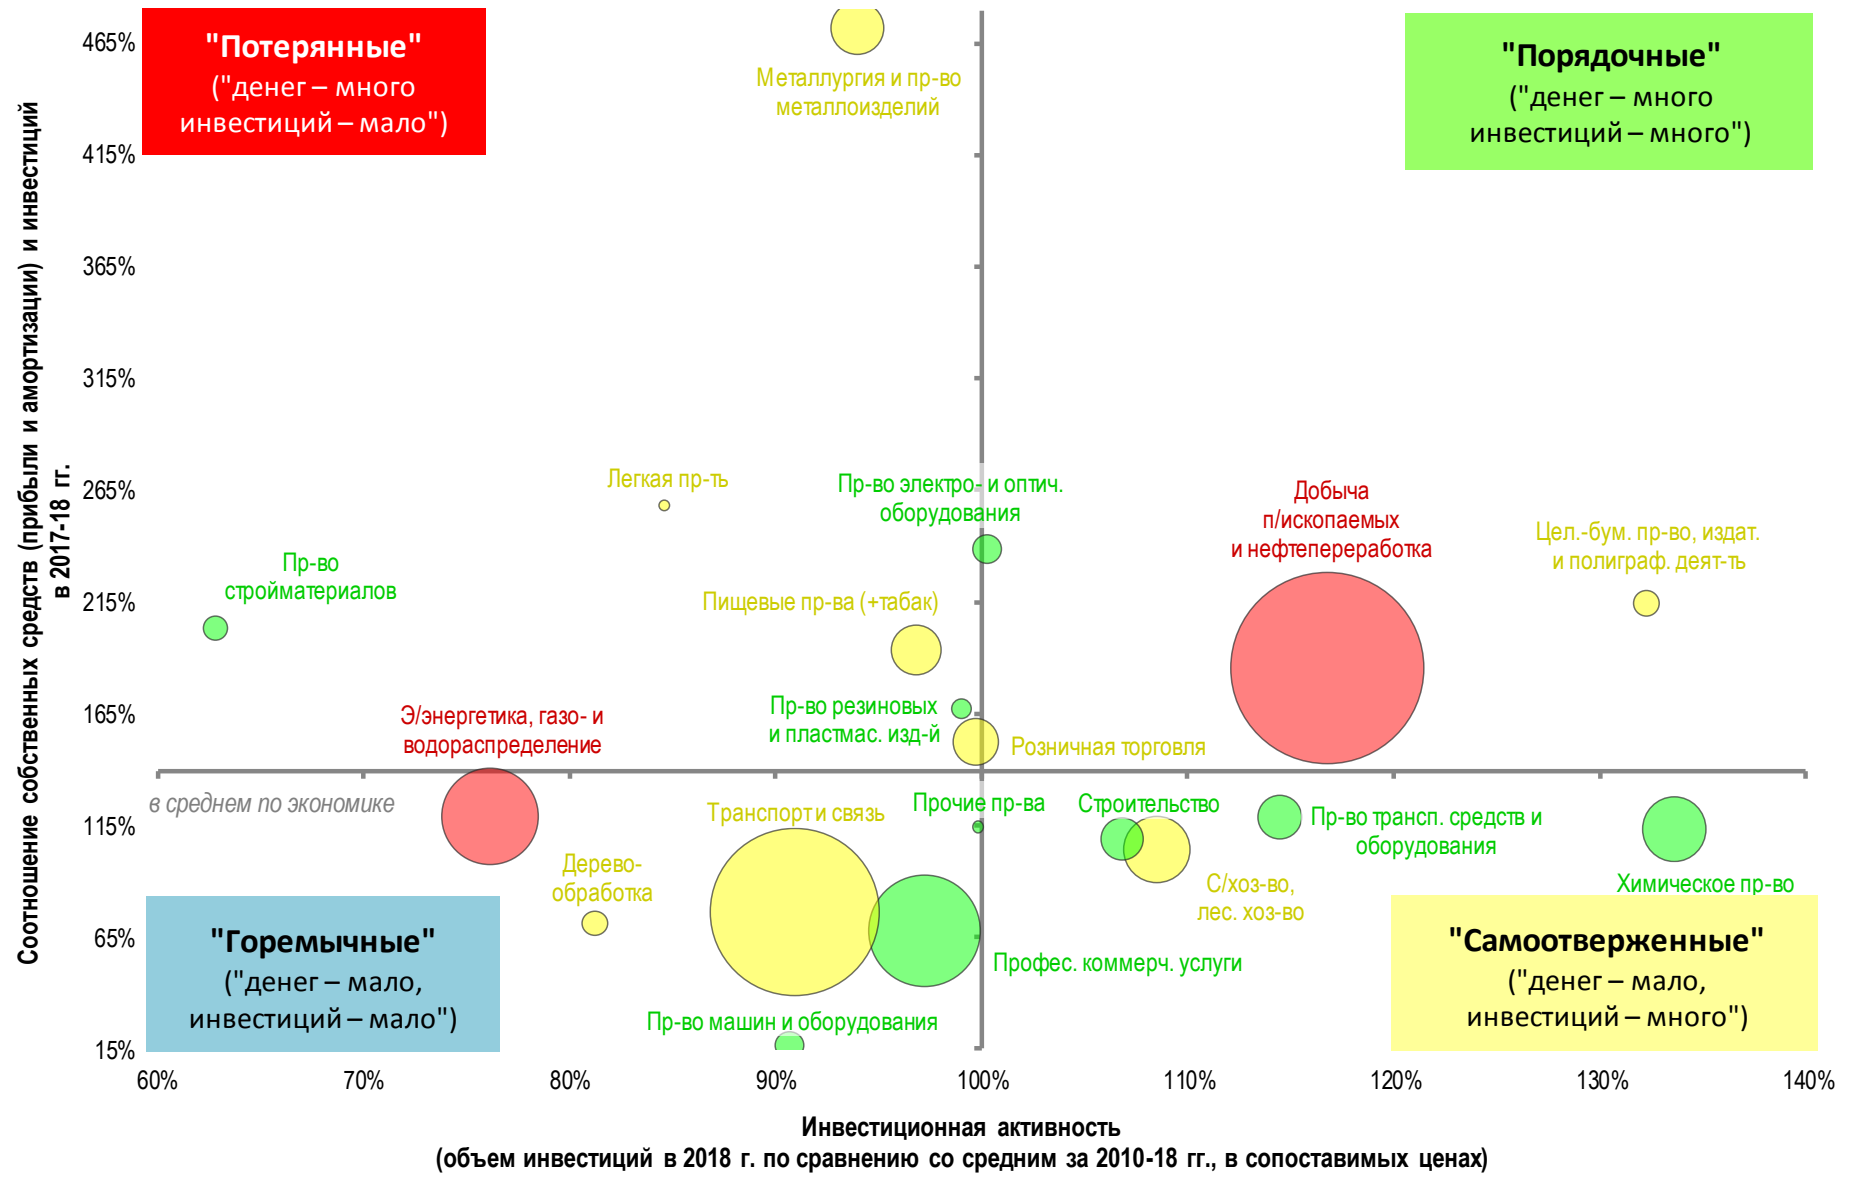 Соотношение собственных средств (прибыли и амортизации) и инвестиций
в 2017-18 гг.
465%
415%
365%
315%
265%
215%
165%
115%
65%
15%
"Потерянные"
("денег – много
инвестиций – мало")
"Порядочные"
("денег – много
инвестиций – много")
Металлургия и пр-во
металлоизделий
Легкая пр-ть
Пр-во электро- и оптич.
оборудования
Добыча
п/ископаемых
и нефтепереработка
Цел.-бум. пр-во, издат.
и полиграф. деят-ть
Пр-во
стройматериалов
Пищевые пр-ва (+табак)
Э/энергетика, газо- и
водораспределение
Пр-во резиновых
и пластмас. изд-й
Розничная торговля
в среднем по экономике
Транспорт и связь
Прочие пр-ва
Строительство
Пр-во трансп. средств и
оборудования
Дерево-
обработка
С/хоз-во,
лес. хоз-во
Химическое пр-во
"Горемычные"
("денег – мало,
инвестиций – мало")
Профес. коммерч. услуги
Пр-во машин и оборудования
"Самоотверженные"
("денег – мало,
инвестиций – много")
60%
70%
80%
90%
100%
110%
120%
130%
140%
Инвестиционная активность
(объем инвестиций в 2018 г. по сравнению со средним за 2010-18 гг., в сопоставимых ценах)